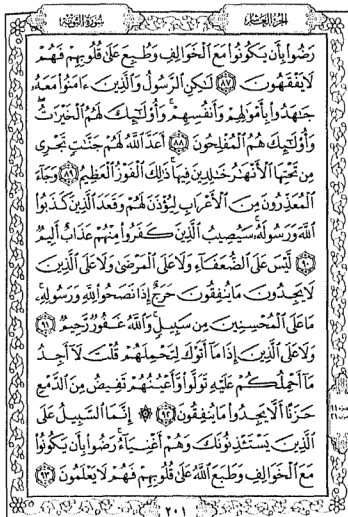 الجزء العاشر سورة التوبة
رَضُوا۟ بِأَن يَكُونُوا۟ مَعَ ٱلْخَوَالِفِ وَطُبِعَ عَلَىٰ قُلُوبِهِمْ فَهُمْ
لَا يَفْقَهُونَ ﴿٨٧﴾ لَٰكِنِ ٱلرَّسُولُ وَٱلَّذِينَ ءَامَنُوا۟ مَعَهُۥ
جَٰهَدُوا۟ بِأَمْوَٰلِهِمْ وَأَنفُسِهِمْ ۚ وَأُو۟لَٰٓئِكَ لَهُمُ ٱلْخَيْرَٰتُ ۖ
وَأُو۟لَٰٓئِكَ هُمُ ٱلْمُفْلِحُونَ ﴿٨٨﴾ أَعَدَّ ٱللَّهُ لَهُمْ جَنَّٰتٍ تَجْرِى
مِن تَحْتِهَا ٱلْأَنْهَٰرُ خَٰلِدِينَ فِيهَا ۚ ذَٰلِكَ ٱلْفَوْزُ ٱلْعَظِيمُ ﴿٨٩﴾ وَجَآءَ
ٱلْمُعَذِّرُونَ مِنَ ٱلْأَعْرَابِ لِيُؤْذَنَ لَهُمْ وَقَعَدَ ٱلَّذِينَ كَذَبُوا۟
ٱللَّهَ وَرَسُولَهُۥ ۚ سَيُصِيبُ ٱلَّذِينَ كَفَرُوا۟ مِنْهُمْ عَذَابٌ أَلِيمٌ
﴿٩٠﴾ لَّيْسَ عَلَى ٱلضُّعَفَآءِ وَلَا عَلَى ٱلْمَرْضَىٰ وَلَا عَلَى ٱلَّذِينَ
لَا يَجِدُونَ مَا يُنفِقُونَ حَرَجٌ إِذَا نَصَحُوا۟ لِلَّهِ وَرَسُولِهِۦ ۚ
مَا عَلَى ٱلْمُحْسِنِينَ مِن سَبِيلٍ ۚ وَٱللَّهُ غَفُورٌ رَّحِيمٌ ﴿٩١﴾
وَلَا عَلَى ٱلَّذِينَ إِذَا مَآ أَتَوْكَ لِتَحْمِلَهُمْ قُلْتَ لَآ أَجِدُ
مَآ أَحْمِلُكُمْ عَلَيْهِ تَوَلَّوا۟ وَّأَعْيُنُهُمْ تَفِيضُ مِنَ ٱلدَّمْعِ
حَزَنًا أَلَّا يَجِدُوا۟ مَا يُنفِقُونَ ﴿٩٢﴾ ۞ إِنَّمَا ٱلسَّبِيلُ عَلَى
ٱلَّذِينَ يَسْتَـْٔذِنُونَكَ وَهُمْ أَغْنِيَآءُ ۚ رَضُوا۟ بِأَن يَكُونُوا۟
مَعَ ٱلْخَوَالِفِ وَطَبَعَ ٱللَّهُ عَلَىٰ قُلُوبِهِمْ فَهُمْ لَا يَعْلَمُونَ ﴿٩٣﴾
٢٠١